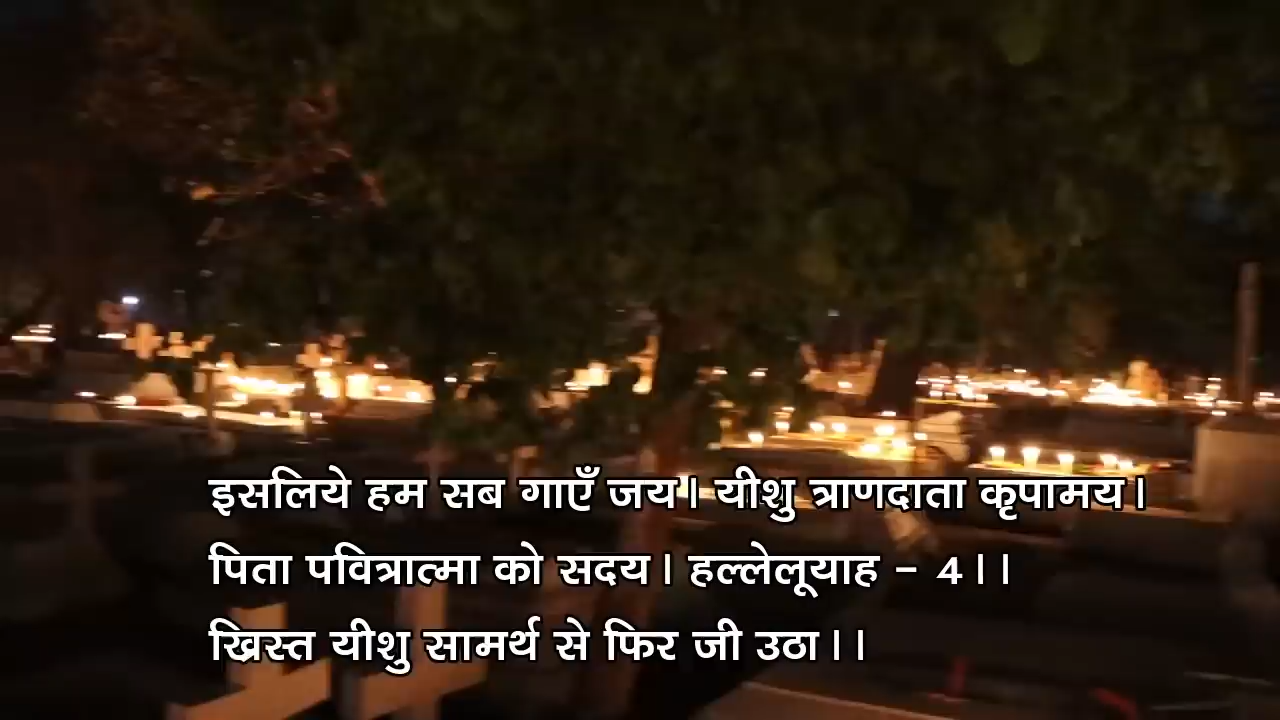 इसलिये हम सब गाएँ जय। यीशु त्राणदाता कृपामय।
पिता पवित्रात्मा को सदय। हल्लेलूयाह - 4।।
ख्रिस्त यीशु सामर्थ से फिर जी उठा।।